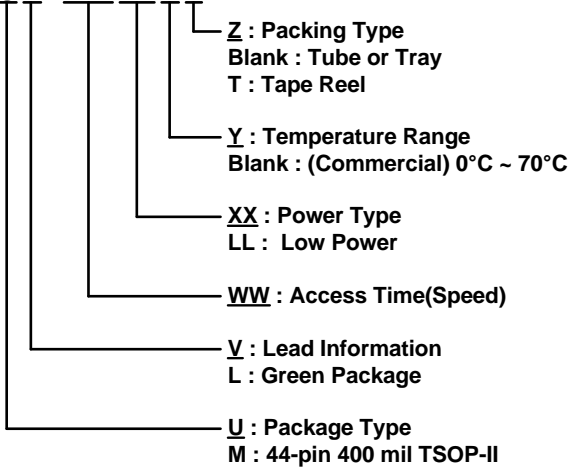 Z : Packing Type
Blank : Tube or Tray
T : Tape Reel
Y : Temperature Range
Blank : (Commercial) 0°C ~ 70°C
XX : Power Type
LL : Low Power
WW : Access Time(Speed)
V : Lead Information
L : Green Package
U : Package Type
M : 44-pin 400 mil TSOP-II